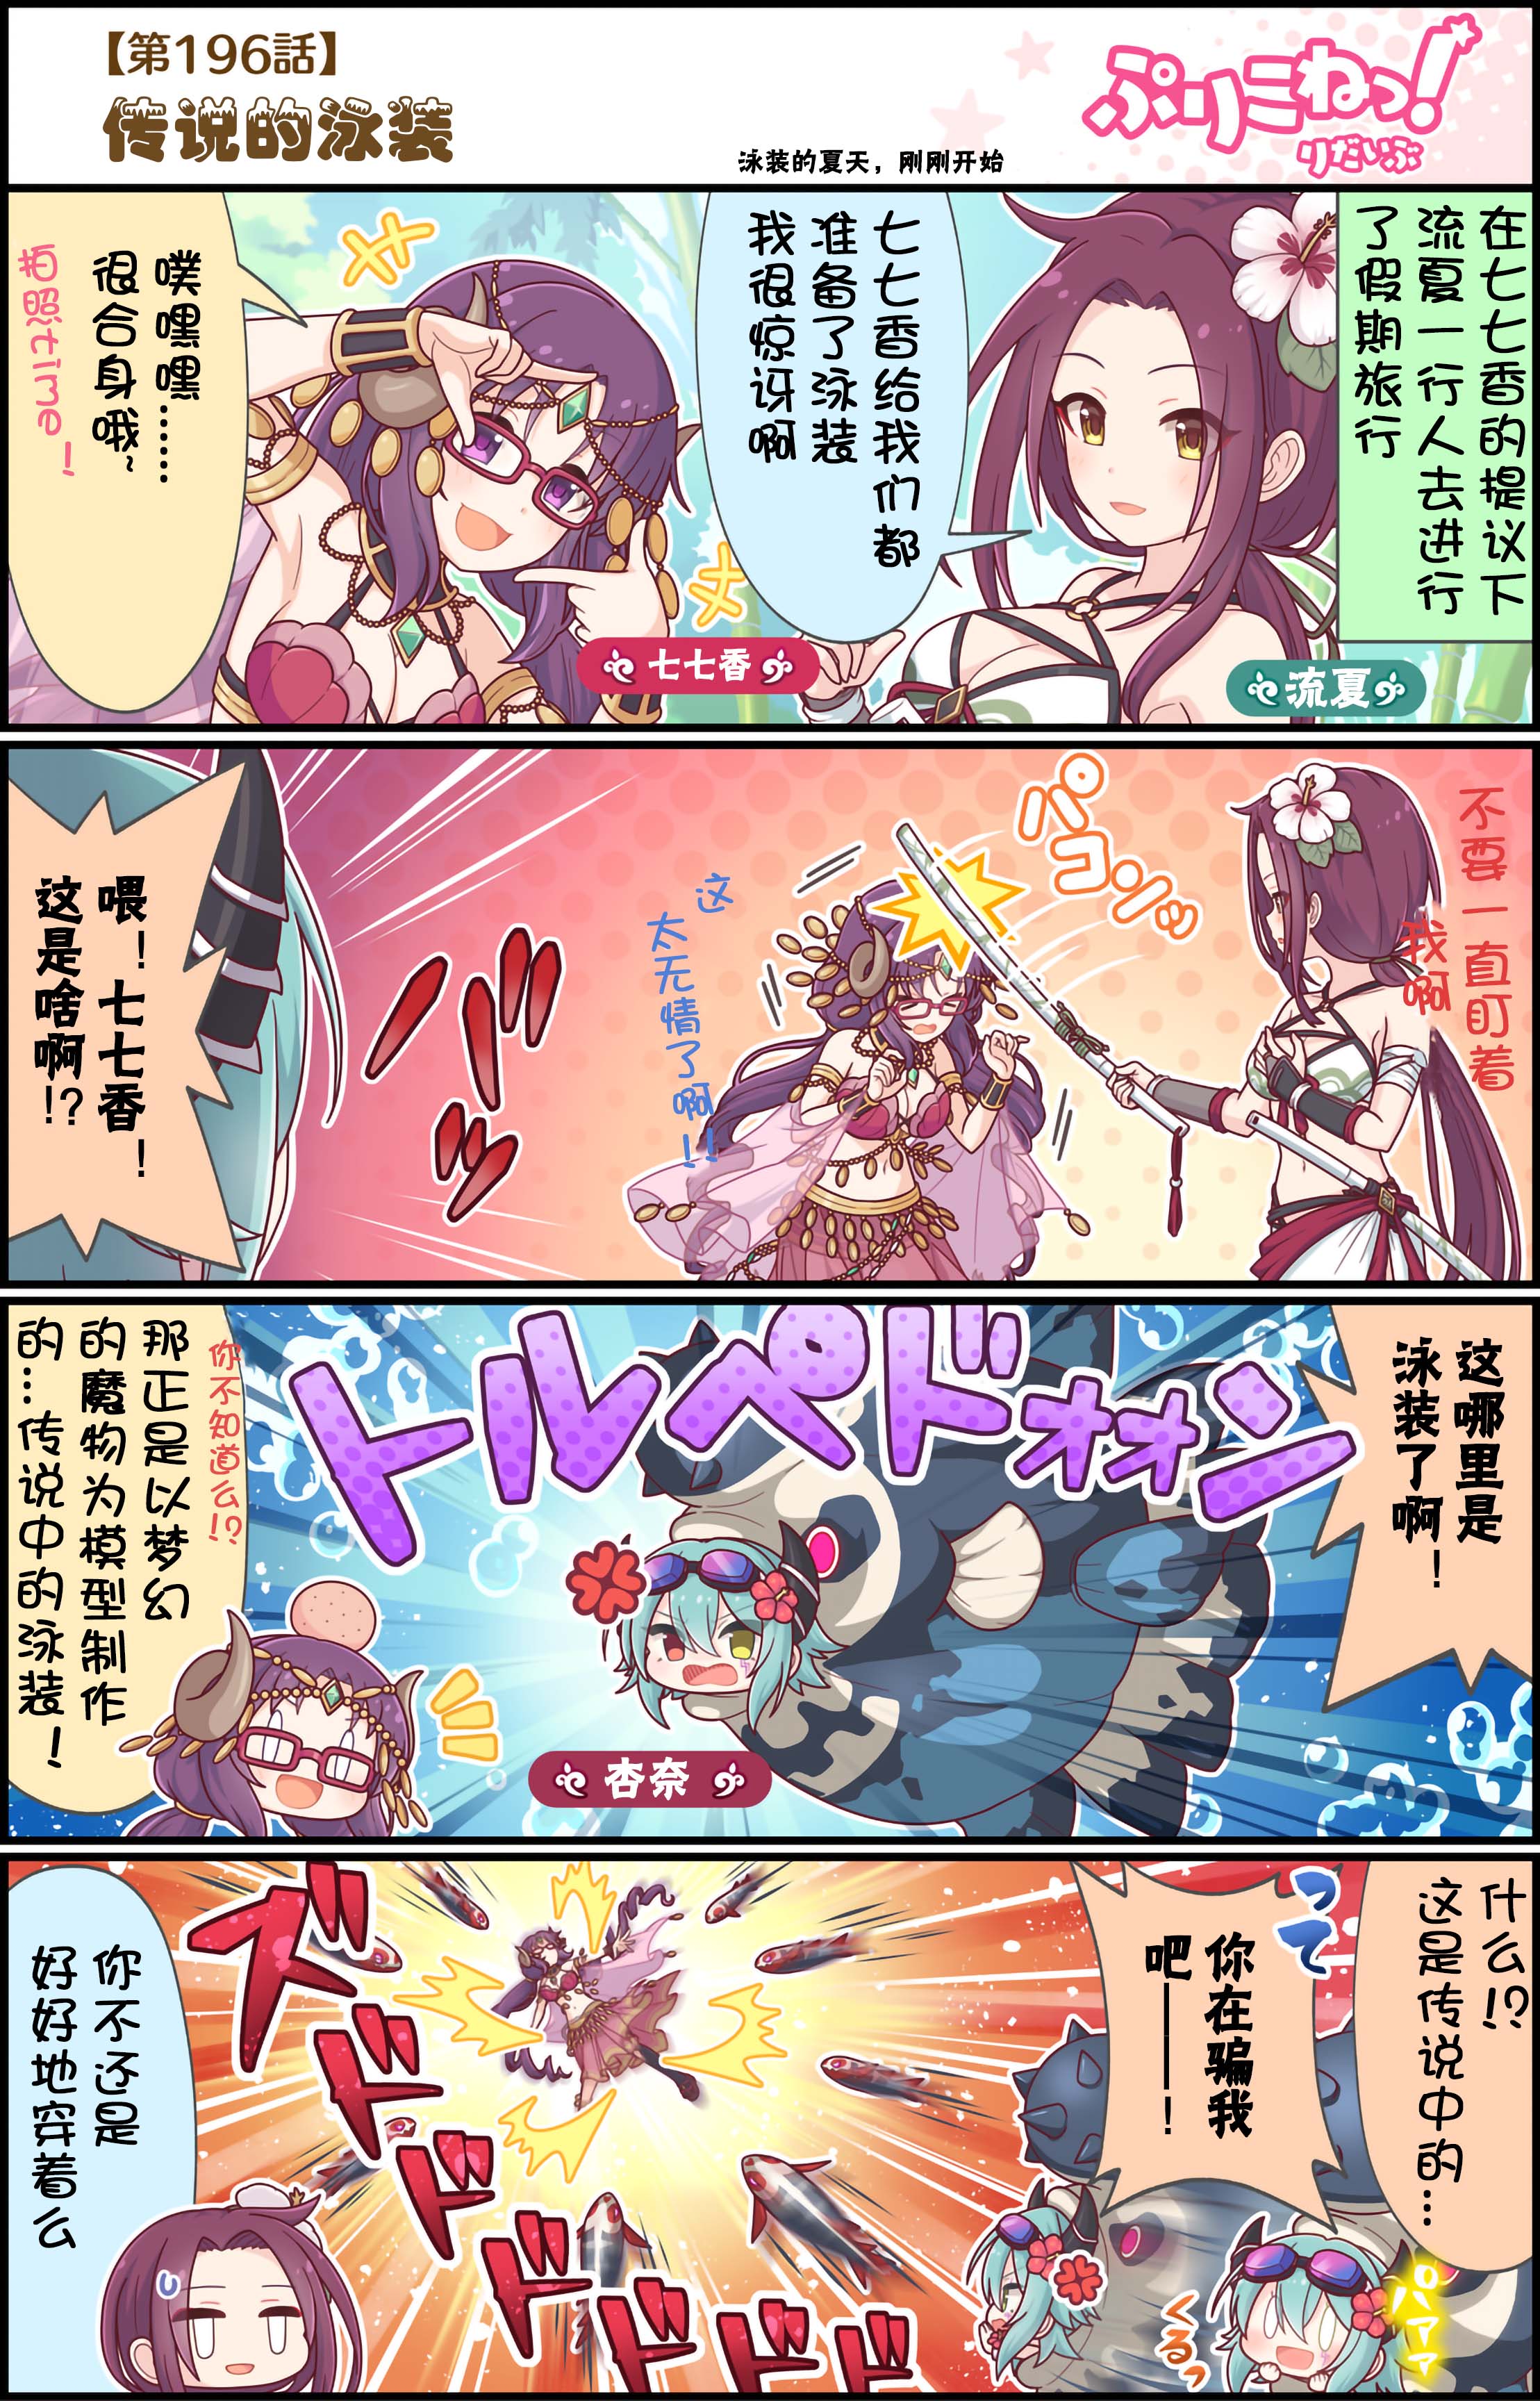 【第196話】
传说的泳装
泳装的夏天，刚刚开始
ぷりこねっ！
りだいぶ
在七七香的提议下
流夏一行人去进行
了假期旅行
七七香给我们都
准备了泳装
我很惊讶啊
流夏
噗嘿嘿……
很合身哦~
拍照time！
七七香
不要一直盯着
我啊
パコンッ
这
太无情了啊！！
バッ
喂！七七香！
这是啥啊!?
这哪里是
泳装了啊！
トルペドォォン
杏奈
你不知道么!?
那正是以梦幻
的魔物为模型制作
的…传说中的泳装！
什么!?
这是传说中的…
パァァァ
くるっ
って
你在骗我
吧———！
ズドドドドドドド
你不还是
好好地穿着么